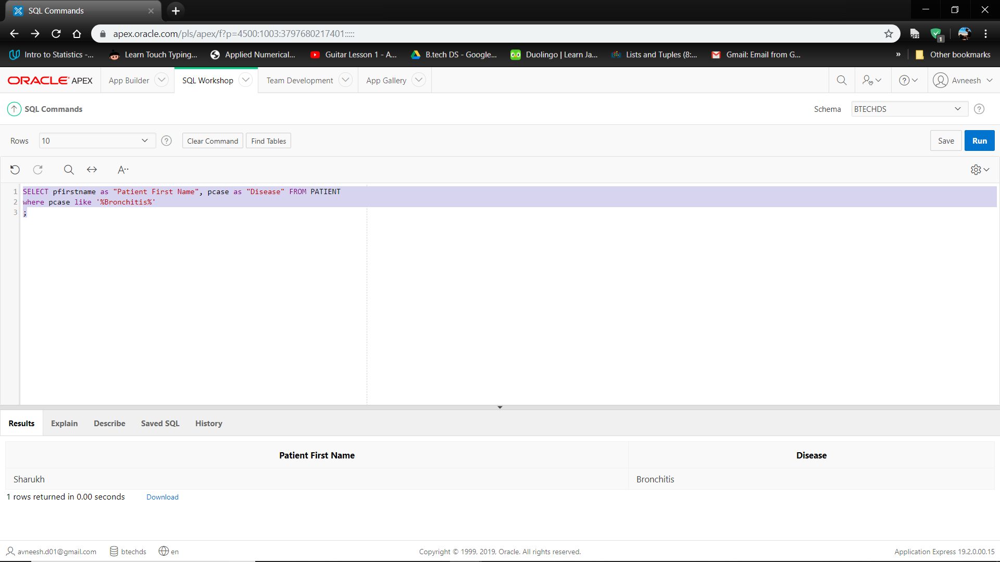 SQL Commands
apex.oracle.com/pls/apex/f?p=4500:1003:3797680217401:::::
OFF
1
Intro to Statistics -... Learn Touch Typing... Applied Numerical... Guitar Lesson 1 - A... B.tech DS - Google... Duolingo | Learn Ja... Lists and Tuples (8:... Gmail: Email from G... » Other bookmarks
ORACLE APEX App Builder SQL Workshop Team Development App Gallery Avneesh
SQL Commands Schema BTECHDS
Rows 10 Clear Command Find Tables Save Run
A
1 SELECT pfirstname as "Patient First Name", pcase as "Disease" FROM PATIENT
2 where pcase like '%Bronchitis%'
3 ;
Results Explain Describe Saved SQL History
Patient First Name Disease
Sharukh Bronchitis
1 rows returned in 0.00 seconds Download
avneesh.d01@gmail.com btechds en Copyright © 1999, 2019, Oracle. All rights reserved. Application Express 19.2.0.00.15